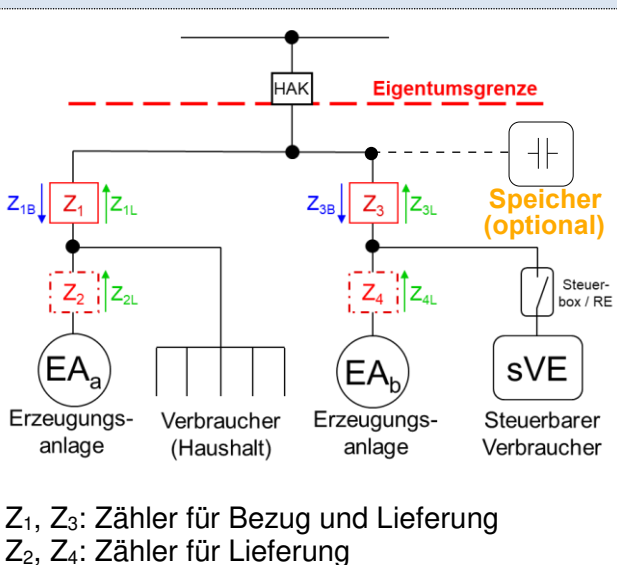 HAK
Eigentumsgrenze
Speicher
(optional)
Z1B
Z1
Z1L
Z3B
Z3
Z3L
Z2
Z2L
Z4
Z4L
Steuer-
box / RE
EAa
EAb
sVE
Erzeugungs-
anlage
Verbraucher
(Haushalt)
Erzeugungs-
anlage
Steuerbarer
Verbraucher
Z1, Z3: Zähler für Bezug und Lieferung
Z2, Z4: Zähler für Lieferung